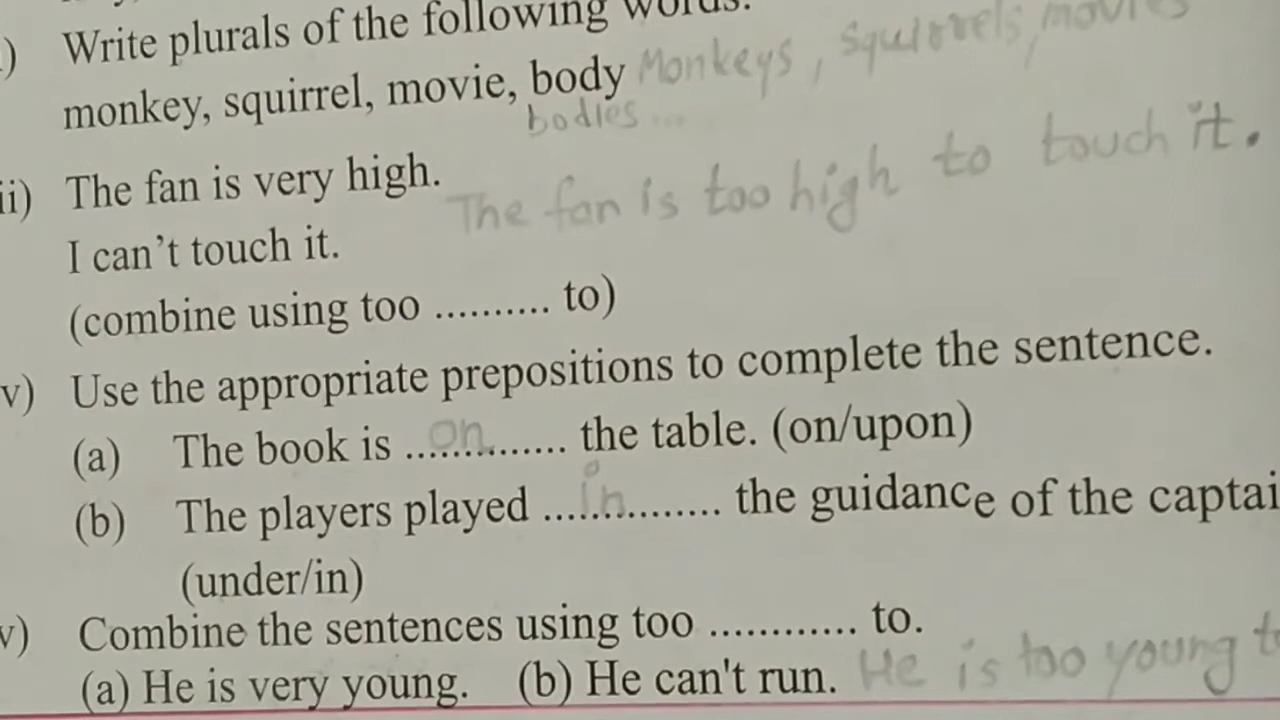 Write plurals of the following words.
monkey, squirrel, movie, body Monkeys, squirrels, movies
bodies...
ii) The fan is very high. The fan is too high to touch it.
I can't touch it.
(combine using too .......... to)
v) Use the appropriate prepositions to complete the sentence.
(a) The book is ....on........ the table. (on/upon)
(b) The players played ....in........ the guidance of the captai
(under/in)
v) Combine the sentences using too ............ to.
(a) He is very young. (b) He can't run. He is too young t